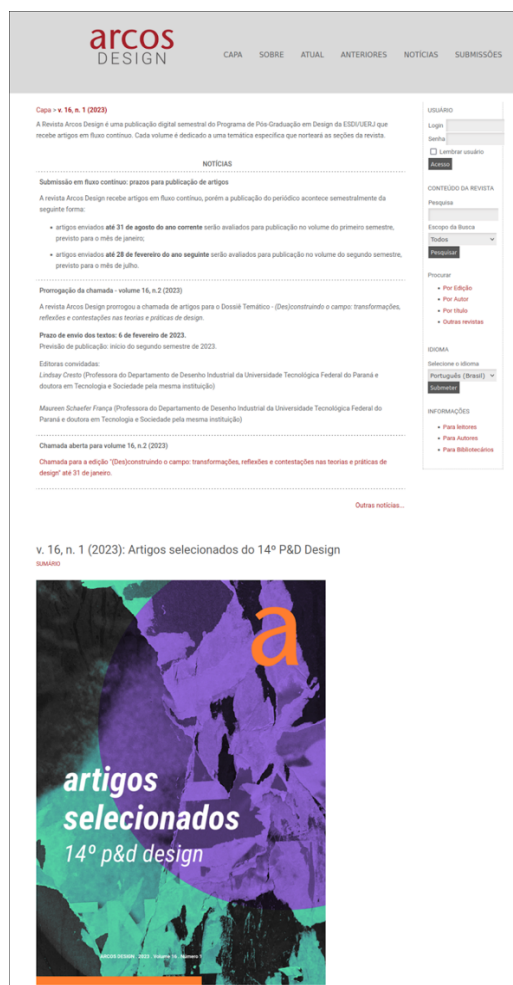 arcos
DESIGN
CAPA SOBRE ATUAL ANTERIORES NOTÍCIAS SUBMISSÕES
Capa > v. 16, n. 1 (2023)
A Revista Arcos Design é uma publicação digital semestral do Programa de Pós-Graduação em Design da ESDI/UERJ que
recebe artigos em fluxo contínuo. Cada volume é dedicado a uma temática específica que norteará as seções da revista.
NOTÍCIAS
Submissão em fluxo contínuo: prazos para publicação de artigos
A revista Arcos Design recebe artigos em fluxo contínuo, porém a publicação do periódico acontece semestralmente da
seguinte forma:
• artigos enviados até 31 de agosto do ano corrente serão avaliados para publicação no volume do primeiro semestre,
previsto para o mês de janeiro;
• artigos enviados até 28 de fevereiro do ano seguinte serão avaliados para publicação no volume do segundo semestre,
previsto para o mês de julho.
Prorrogação da chamada - volume 16, n.2 (2023)
A revista Arcos Design prorrogou a chamada de artigos para o Dossiê Temático - (Des)construindo o campo: transformações,
reflexões e contestações nas teorias e práticas de design.
Prazo de envio dos textos: 6 de fevereiro de 2023.
Previsão de publicação: início do segundo semestre de 2023.
Editoras convidadas:
Lindsay Cresto (Professora do Departamento de Desenho Industrial da Universidade Tecnológica Federal do Paraná e
doutora em Tecnologia e Sociedade pela mesma instituição)
Maureen Schaefer França (Professora do Departamento de Desenho Industrial da Universidade Tecnológica Federal do
Paraná e doutora em Tecnologia e Sociedade pela mesma instituição)
Chamada aberta para volume 16, n.2 (2023)
Chamada para a edição "(Des)construindo o campo: transformações, reflexões e contestações nas teorias e práticas de
design" até 31 de janeiro.
Outras notícias...
USUÁRIO
Login
Senha
Lembrar usuário
Acesso
CONTEÚDO DA REVISTA
Pesquisa
Escopo da Busca
Todos
Pesquisar
Procurar
• Por Edição
• Por Autor
• Por título
• Outras revistas
IDIOMA
Selecione o idioma
Português (Brasil)
Submeter
INFORMAÇÕES
• Para leitores
• Para Autores
• Para Bibliotecários
v. 16, n. 1 (2023): Artigos selecionados do 14º P&D Design
SUMÁRIO
a
artigos
selecionados
14º p&d design
ARCOS DESIGN . 2023 . Volume 16 . Número 1